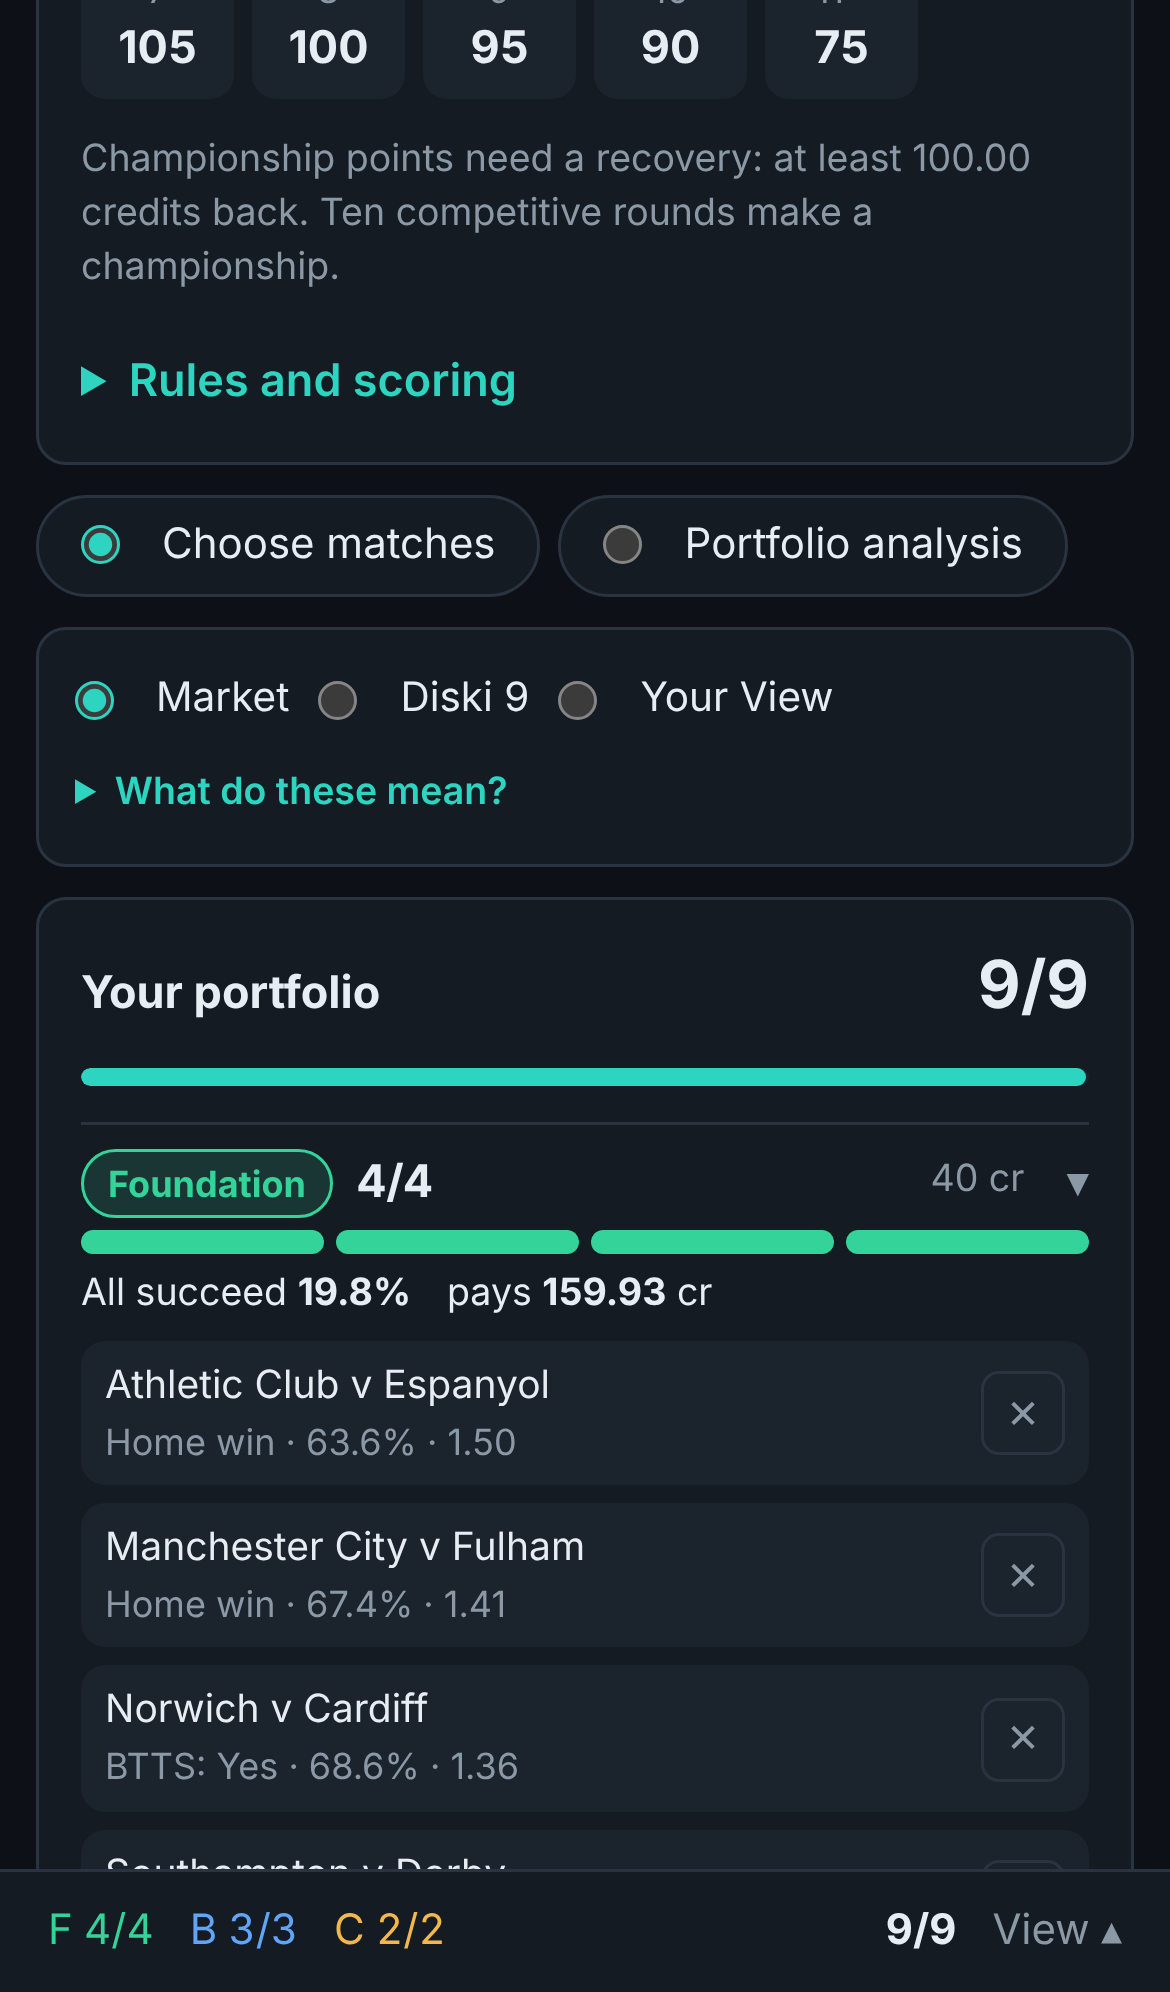 105 100 95 90 75
Championship points need a recovery: at least 100.00
credits back. Ten competitive rounds make a
championship.
▶ Rules and scoring
Choose matches Portfolio analysis
Market Diski 9 Your View
▶ What do these mean?
Your portfolio 9/9
Foundation 4/4 40 cr ▼
All succeed 19.8% pays 159.93 cr
Athletic Club v Espanyol
Home win · 63.6% · 1.50
✕
Manchester City v Fulham
Home win · 67.4% · 1.41
✕
Norwich v Cardiff
BTTS: Yes · 68.6% · 1.36
✕
Southampton v Derby
F 4/4 B 3/3 C 2/2 9/9 View ▲